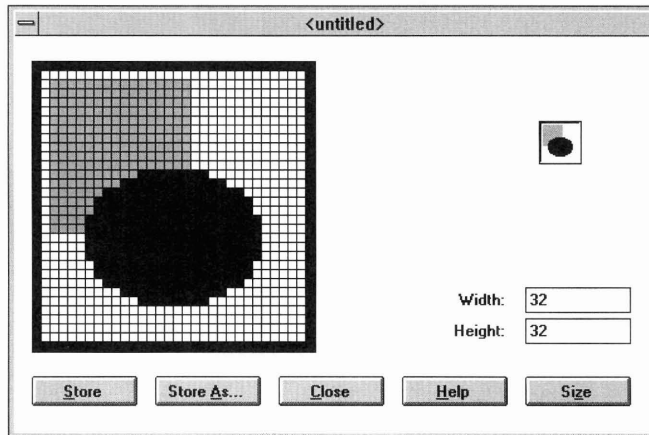 <untitled>
Width: 32
Height: 32
Store Store As... Close Help Size